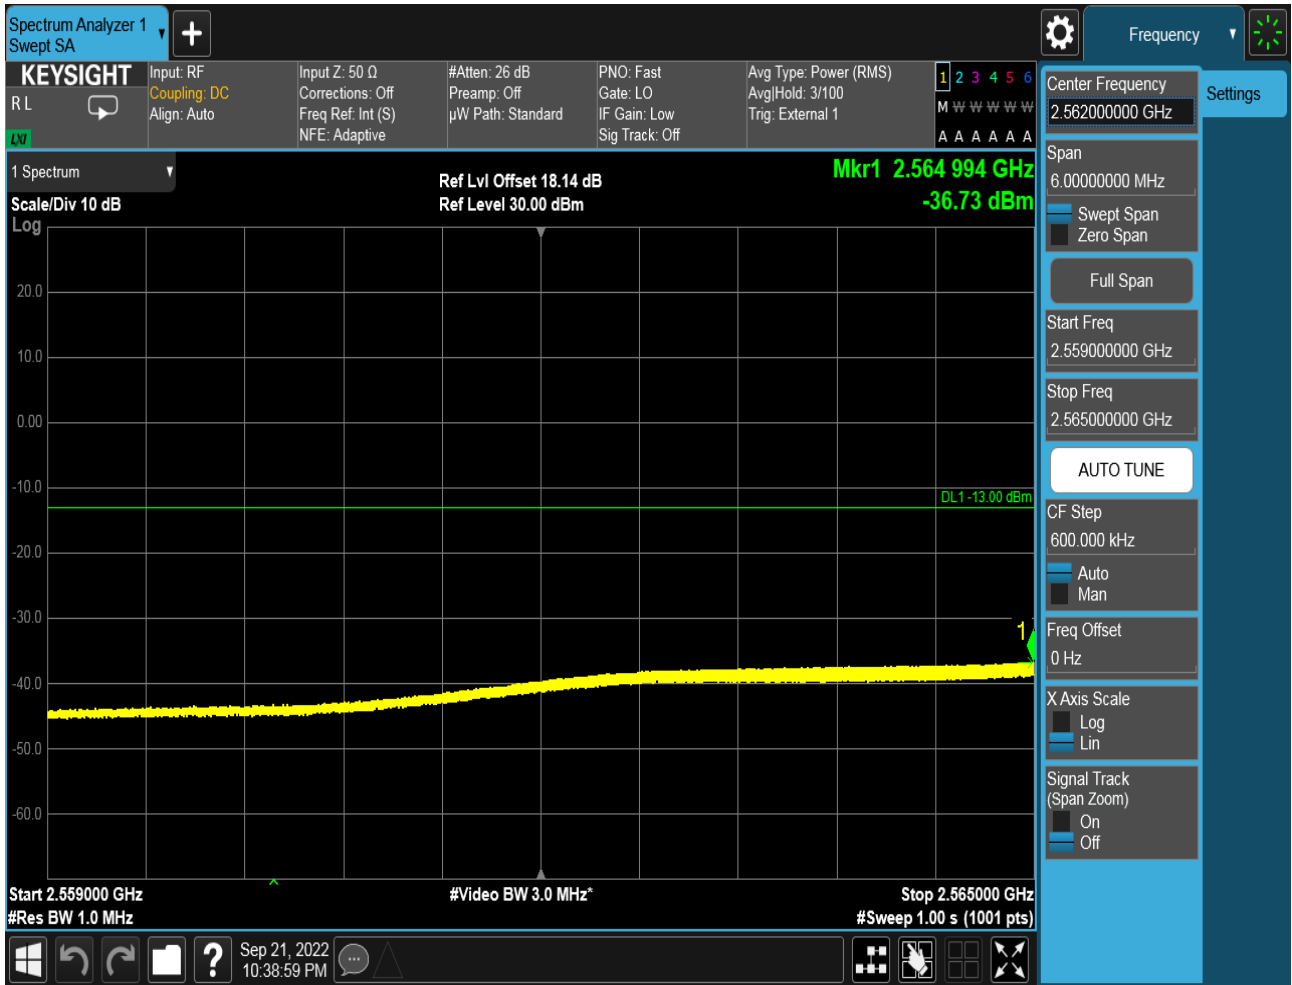 Spectrum Analyzer 1
Swept SA
Frequency
KEYSIGHT
R L
LXI
Input: RF
Coupling: DC
Align: Auto
Input Z: 50 Ω
Corrections: Off
Freq Ref: Int (S)
NFE: Adaptive
#Atten: 26 dB
Preamp: Off
µW Path: Standard
PNO: Fast
Gate: LO
IF Gain: Low
Sig Track: Off
Avg Type: Power (RMS)
Avg|Hold: 3/100
Trig: External 1
1 2 3 4 5 6
M W W W W W
A A A A A A
1 Spectrum
Scale/Div 10 dB
Log
Ref Lvl Offset 18.14 dB
Ref Level 30.00 dBm
Mkr1 2.564 994 GHz
-36.73 dBm
20.0
10.0
0.00
-10.0
-20.0
-30.0
-40.0
-50.0
-60.0
DL1 -13.00 dBm
1
Start 2.559000 GHz
#Res BW 1.0 MHz
#Video BW 3.0 MHz*
Stop 2.565000 GHz
#Sweep 1.00 s (1001 pts)
Center Frequency
2.562000000 GHz
Settings
Span
6.00000000 MHz
Swept Span
Zero Span
Full Span
Start Freq
2.559000000 GHz
Stop Freq
2.565000000 GHz
AUTO TUNE
CF Step
600.000 kHz
Auto
Man
Freq Offset
0 Hz
X Axis Scale
Log
Lin
Signal Track
(Span Zoom)
On
Off
?
Sep 21, 2022
10:38:59 PM